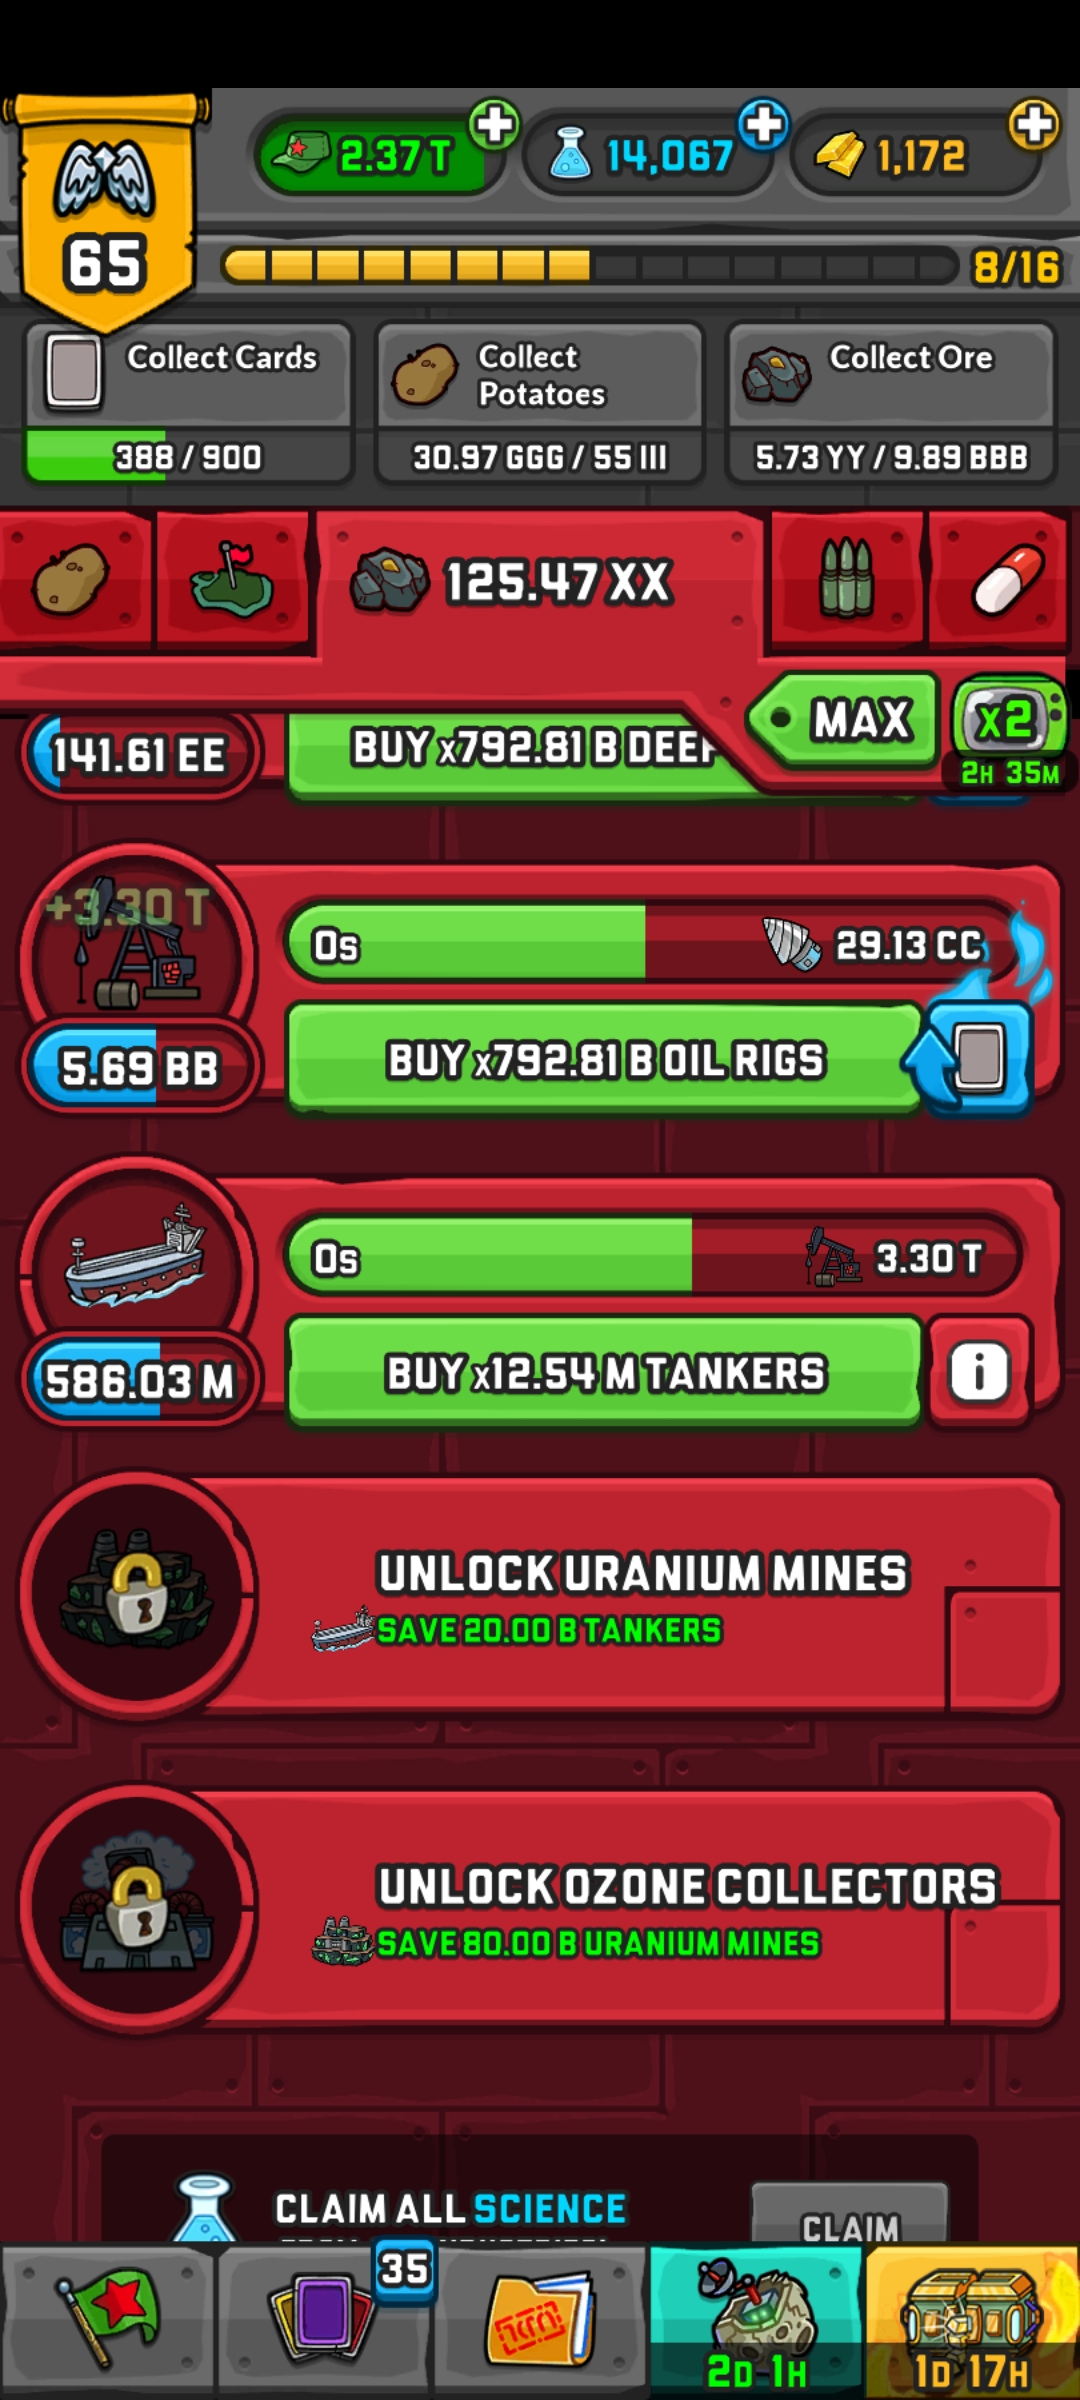 2.37 T
14,067
1,172
65
8/16
Collect Cards
388 / 900
Collect
Potatoes
30.97 GGG / 55 III
Collect Ore
5.73 YY / 9.89 BBB
125.47 XX
MAX
x2
2H 35M
141.61 EE
BUY x792.81 B DEEP
+3.30 T
0s
29.13 CC
5.69 BB
BUY x792.81 B OIL RIGS
0s
3.30 T
586.03 M
BUY x12.54 M TANKERS
i
UNLOCK URANIUM MINES
SAVE 20.00 B TANKERS
UNLOCK OZONE COLLECTORS
SAVE 80.00 B URANIUM MINES
CLAIM ALL SCIENCE
CLAIM
35
2D 1H
1D 17H